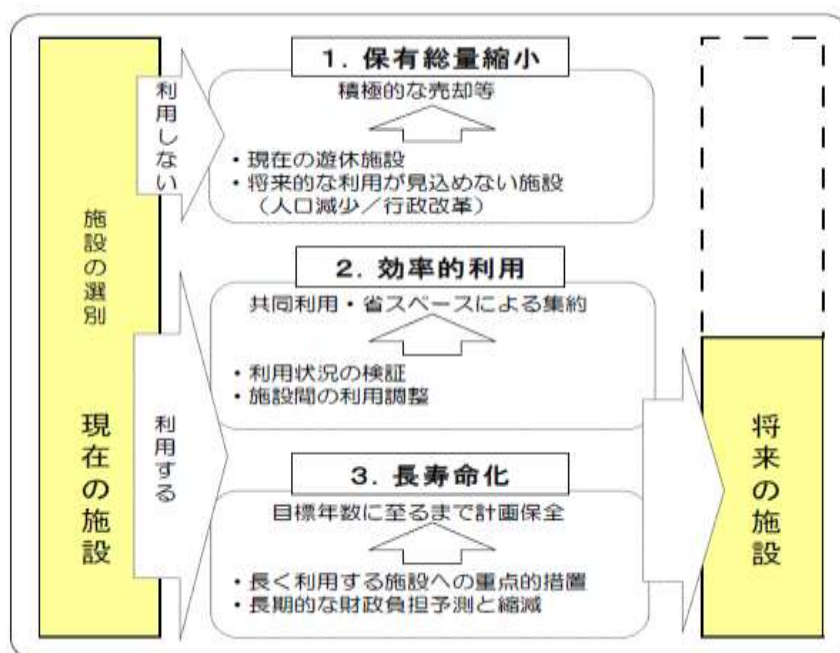 施設の選別
現在の施設
利用しない
1．保有総量縮小
積極的な売却等
・現在の遊休施設
・将来的な利用が見込めない施設
（人口減少／行政改革）
利用する
2．効率的利用
共同利用・省スペースによる集約
・利用状況の検証
・施設間の利用調整
3．長寿命化
目標年数に至るまで計画保全
・長く利用する施設への重点的措置
・長期的な財政負担予測と縮減
将来の施設